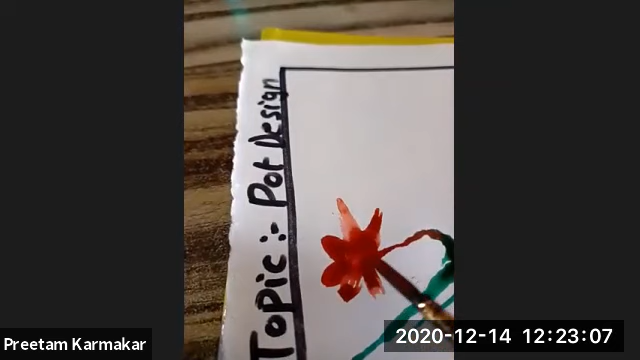 Topic :- Pot Design
Preetam Karmakar
2020-12-14 12:23:07